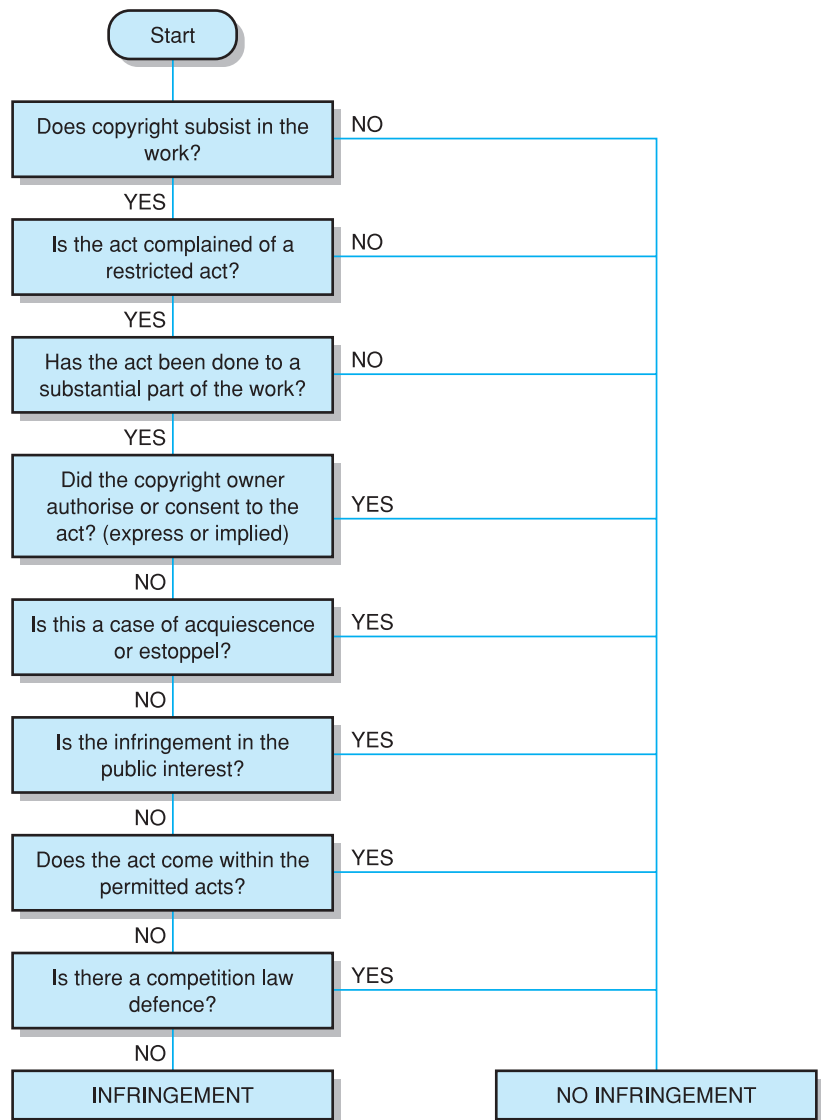 Start
Does copyright subsist in the
work?
NO
YES
Is the act complained of a
restricted act?
NO
YES
Has the act been done to a
substantial part of the work?
NO
YES
Did the copyright owner
authorise or consent to the
act? (express or implied)
YES
NO
Is this a case of acquiescence
or estoppel?
YES
NO
Is the infringement in the
public interest?
YES
NO
Does the act come within the
permitted acts?
YES
NO
Is there a competition law
defence?
YES
NO
INFRINGEMENT
NO INFRINGEMENT